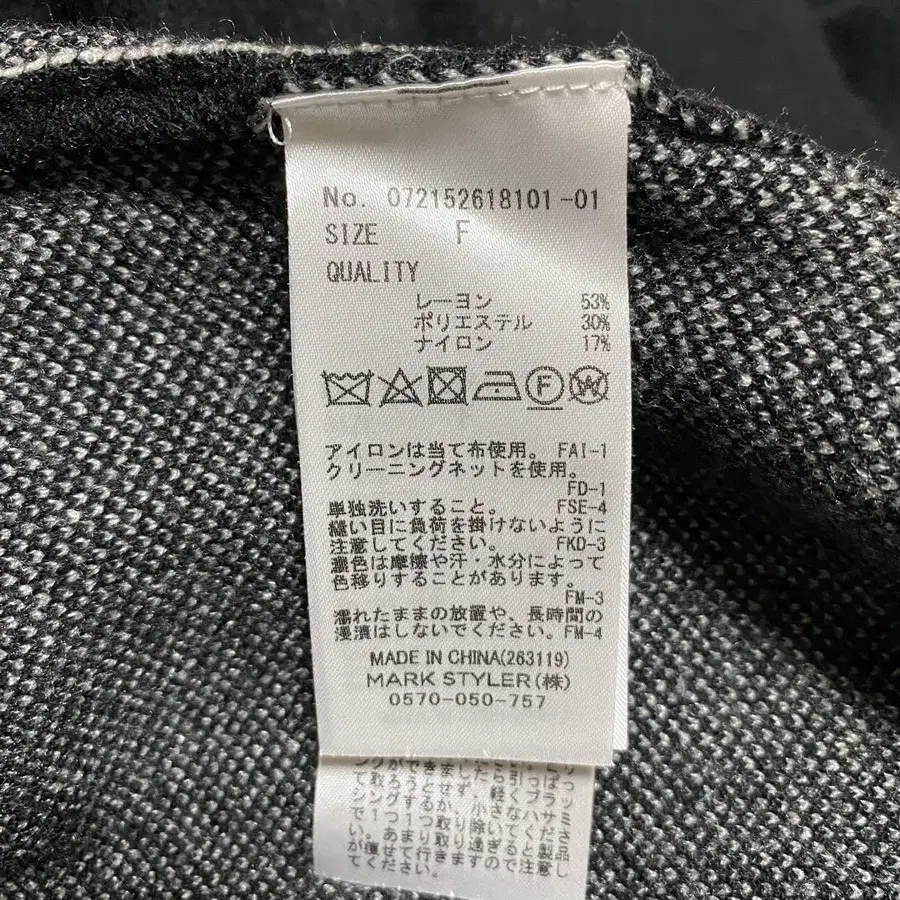 No. 072152618101-01
SIZE F
QUALITY
レーヨン 53%
ポリエステル 30%
ナイロン 17%
F W
アイロンは当て布使用。 FAI-1
クリーニングネットを使用。
FD-1
単独洗いすること。 FSE-4
縫い目に負荷を掛けないように
注意してください。 FKD-3
濃色は摩擦や汗・水分によって
色移りすることがあります。
FM-3
濡れたままの放置や、長時間の
浸漬はしないでください。FM-4
MADE IN CHINA(263119)
MARK STYLER(株)
0570-050-757